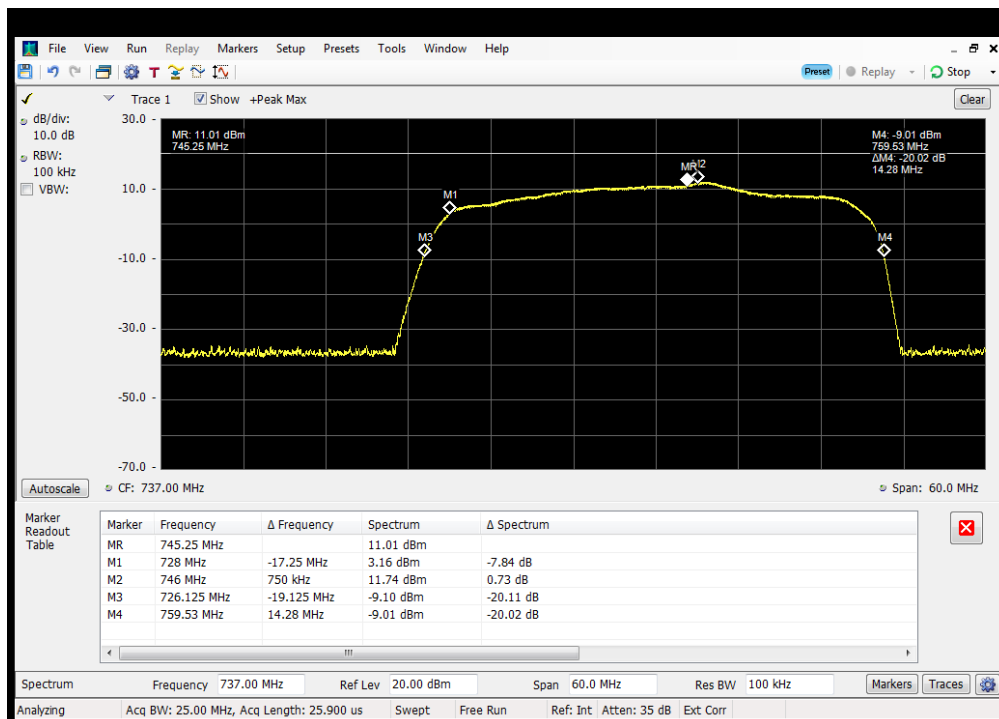 File View Run Replay Markers Setup Presets Tools Window Help
T Preset Replay Stop
Trace 1 Show +Peak Max Clear
dB/div:
10.0 dB
RBW:
100 kHz
VBW:
30.0
10.0
-10.0
-30.0
-50.0
-70.0
MR: 11.01 dBm
745.25 MHz
M4: -9.01 dBm
759.53 MHz
ΔM4: -20.02 dB
14.28 MHz
M1
M3
MR
M4
Autoscale CF: 737.00 MHz Span: 60.0 MHz
Marker
Readout
Table
Marker Frequency Δ Frequency Spectrum Δ Spectrum
MR 745.25 MHz 11.01 dBm
M1 728 MHz -17.25 MHz 3.16 dBm -7.84 dB
M2 746 MHz 750 kHz 11.74 dBm 0.73 dB
M3 726.125 MHz -19.125 MHz -9.10 dBm -20.11 dB
M4 759.53 MHz 14.28 MHz -9.01 dBm -20.02 dB
Spectrum Frequency 737.00 MHz Ref Lev 20.00 dBm Span 60.0 MHz Res BW 100 kHz Markers Traces
Analyzing Acq BW: 25.00 MHz, Acq Length: 25.900 us Swept Free Run Ref: Int Atten: 35 dB Ext Corr